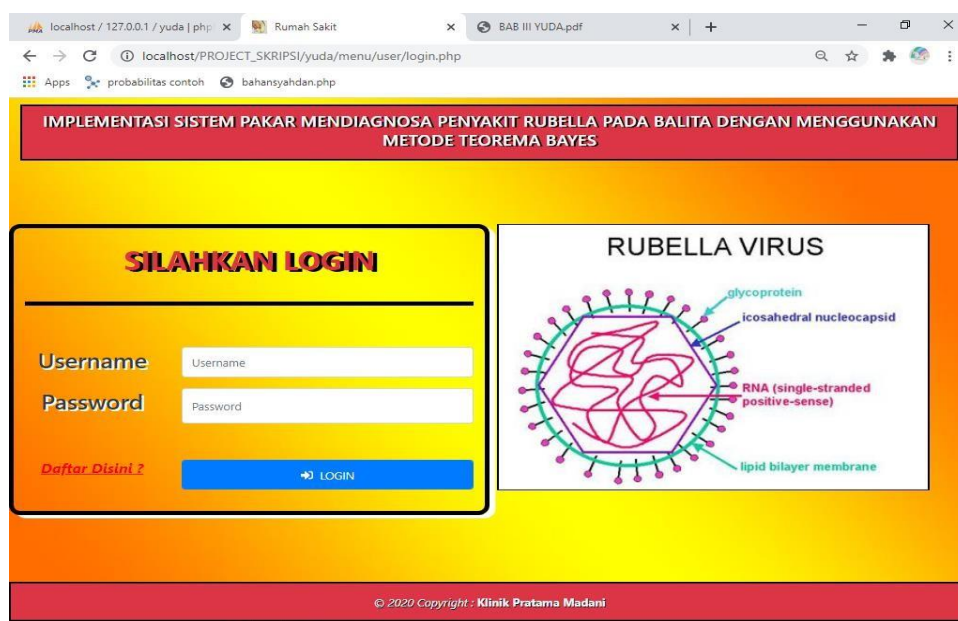 localhost / 127.0.0.1 / yuda | php
Rumah Sakit
BAB III YUDA.pdf
localhost/PROJECT_SKRIPSI/yuda/menu/user/login.php
Apps
probabilitas contoh
bahansyahdan.php
IMPLEMENTASI SISTEM PAKAR MENDIAGNOSA PENYAKIT RUBELLA PADA BALITA DENGAN MENGGUNAKAN
METODE TEOREMA BAYES
SILAHKAN LOGIN
Username
Username
Password
Password
Daftar Disini ?
LOGIN
RUBELLA VIRUS
glycoprotein
icosahedral nucleocapsid
RNA (single-stranded
positive-sense)
lipid bilayer membrane
© 2020 Copyright : Klinik Pratama Madani